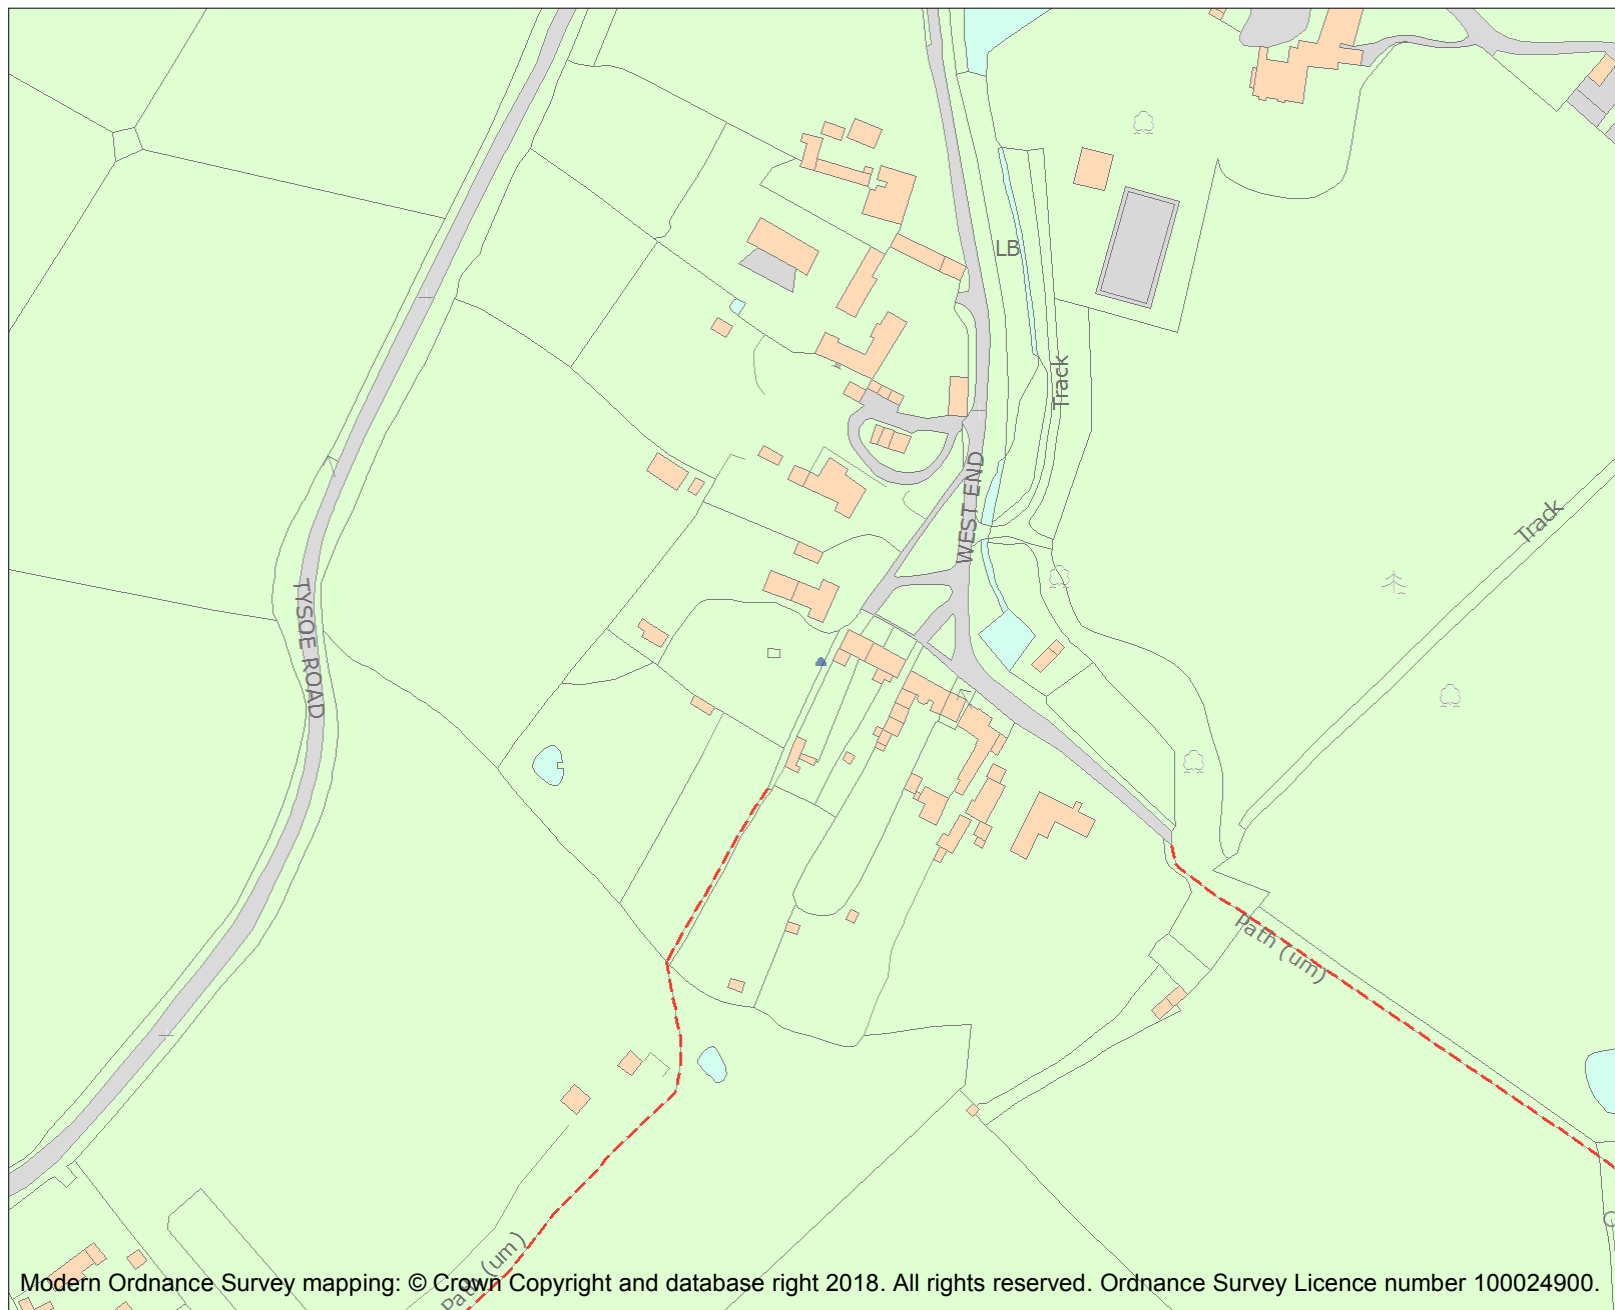 LB
Track
WEST END
Track
TYSOE ROAD
Path (um)
Path (um)
Modern Ordnance Survey mapping: © Crown Copyright and database right 2018. All rights reserved. Ordnance Survey Licence number 100024900.